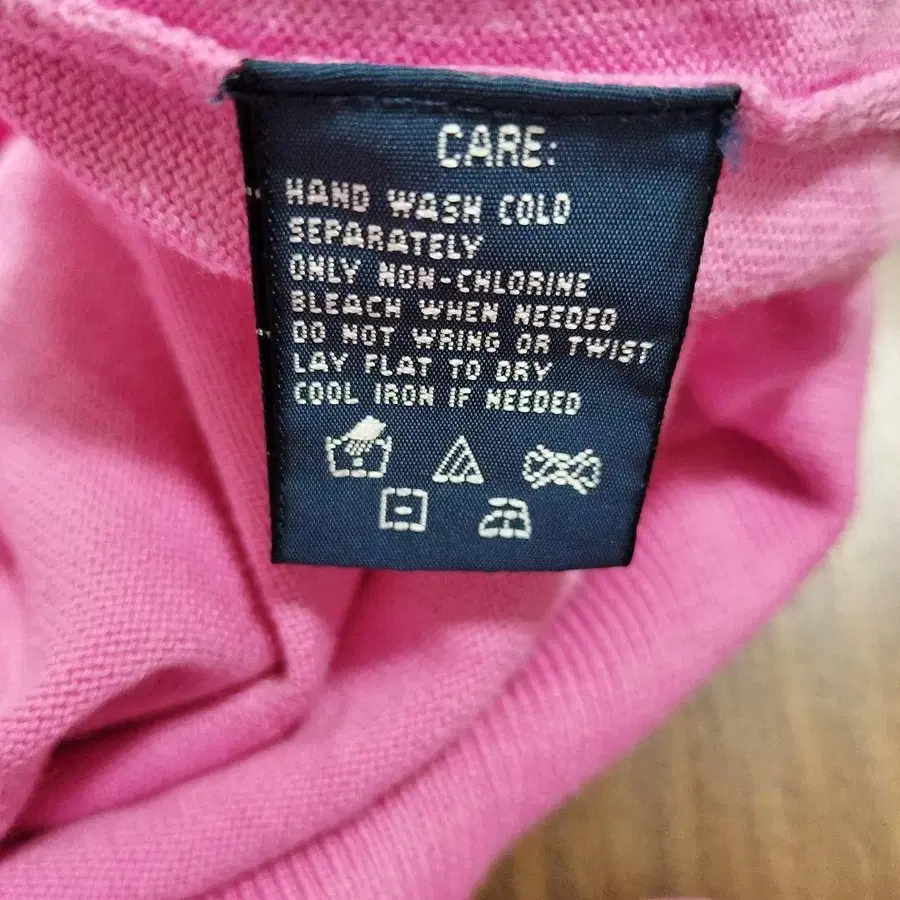 CARE:
HAND WASH COLD
SEPARATELY
ONLY NON-CHLORINE
BLEACH WHEN NEEDED
DO NOT WRING OR TWIST
LAY FLAT TO DRY
COOL IRON IF NEEDED